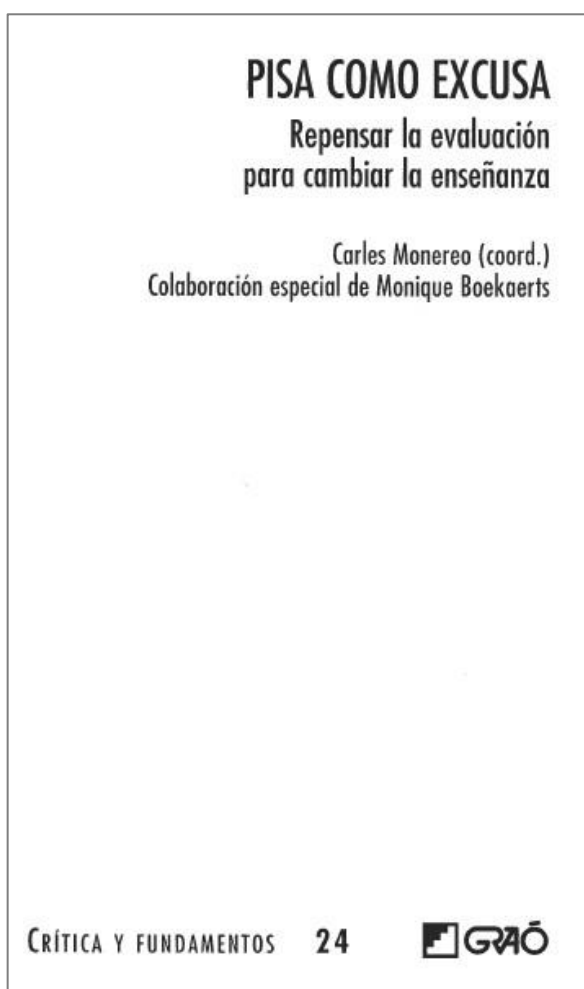 PISA COMO EXCUSA
Repensar la evaluación
para cambiar la enseñanza
Carles Monereo (coord.)
Colaboración especial de Monique Boekaerts
CRÍTICA Y FUNDAMENTOS 24 GRAÓ